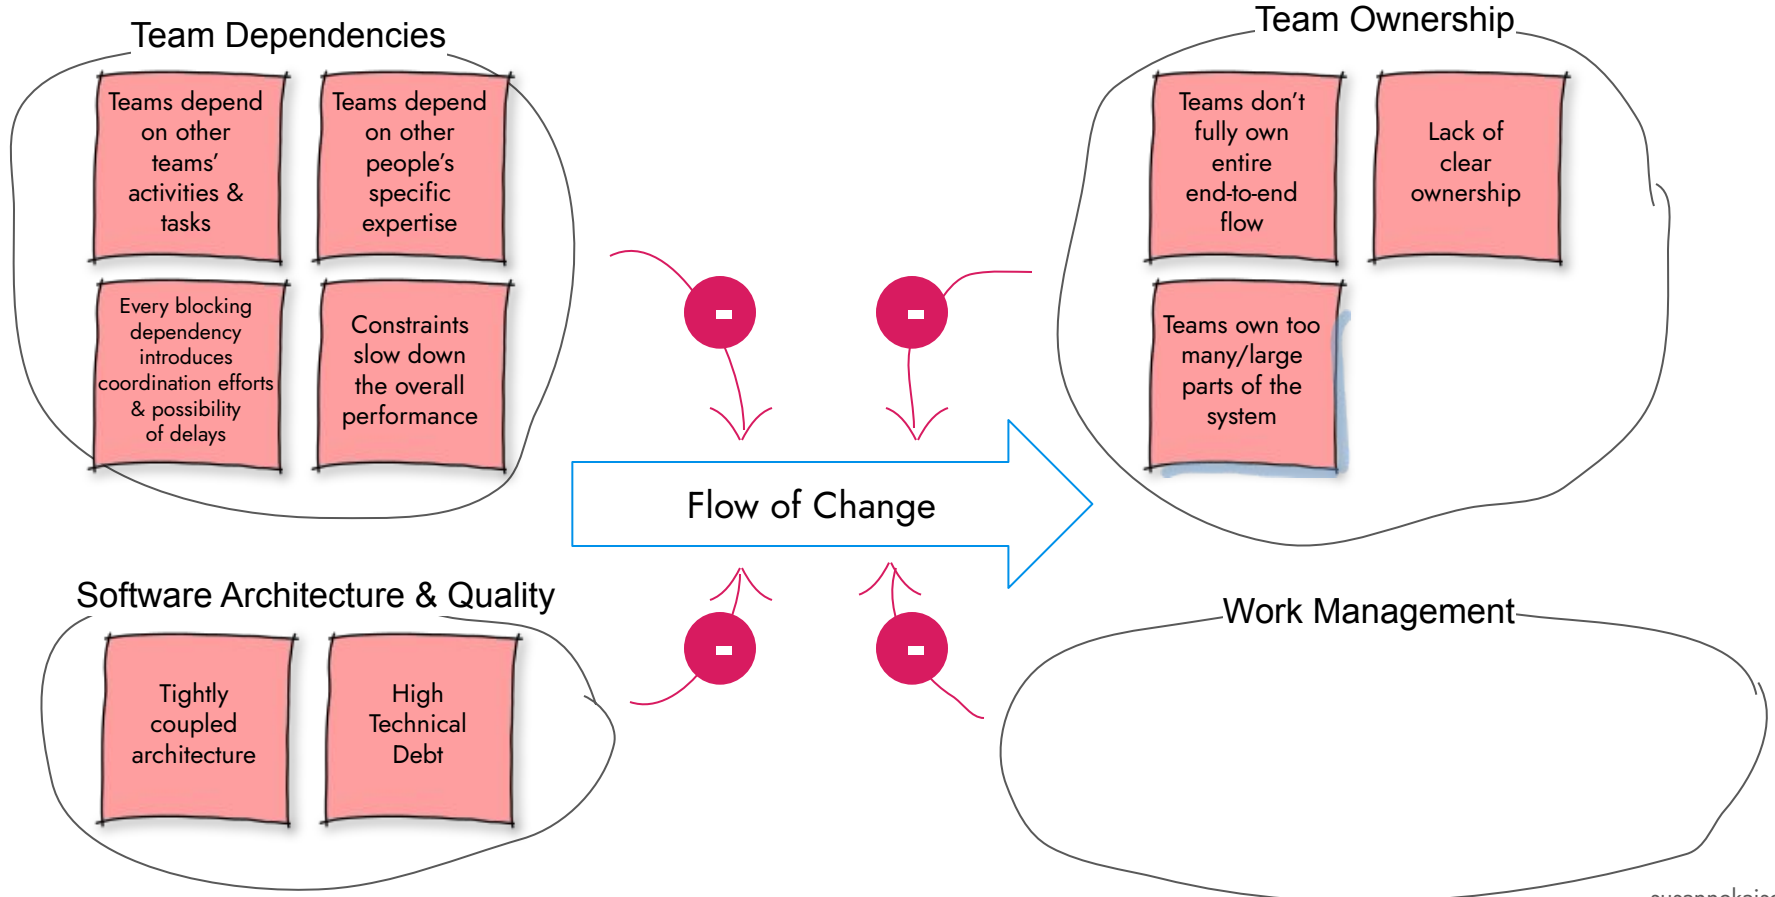 Team Dependencies
Teams depend
on other
teams'
activities &
tasks
Teams depend
on other
people's
specific
expertise
Every blocking
dependency
introduces
coordination efforts
& possibility
of delays
Constraints
slow down
the overall
performance
Team Ownership
Teams don't
fully own
entire
end-to-end
flow
Lack of
clear
ownership
Teams own too
many/large
parts of the
system
-
-
Flow of Change
-
-
Software Architecture & Quality
Tightly
coupled
architecture
High
Technical
Debt
Work Management